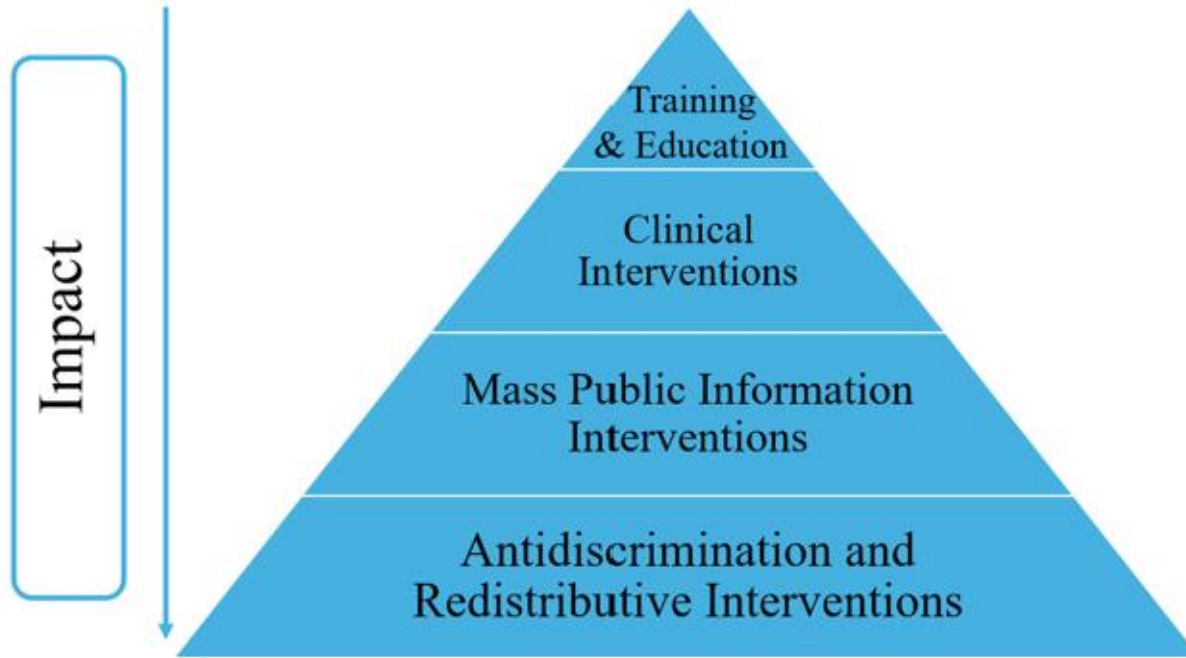 Impact
Training
& Education
Clinical
Interventions
Mass Public Information
Interventions
Antidiscrimination and
Redistributive Interventions